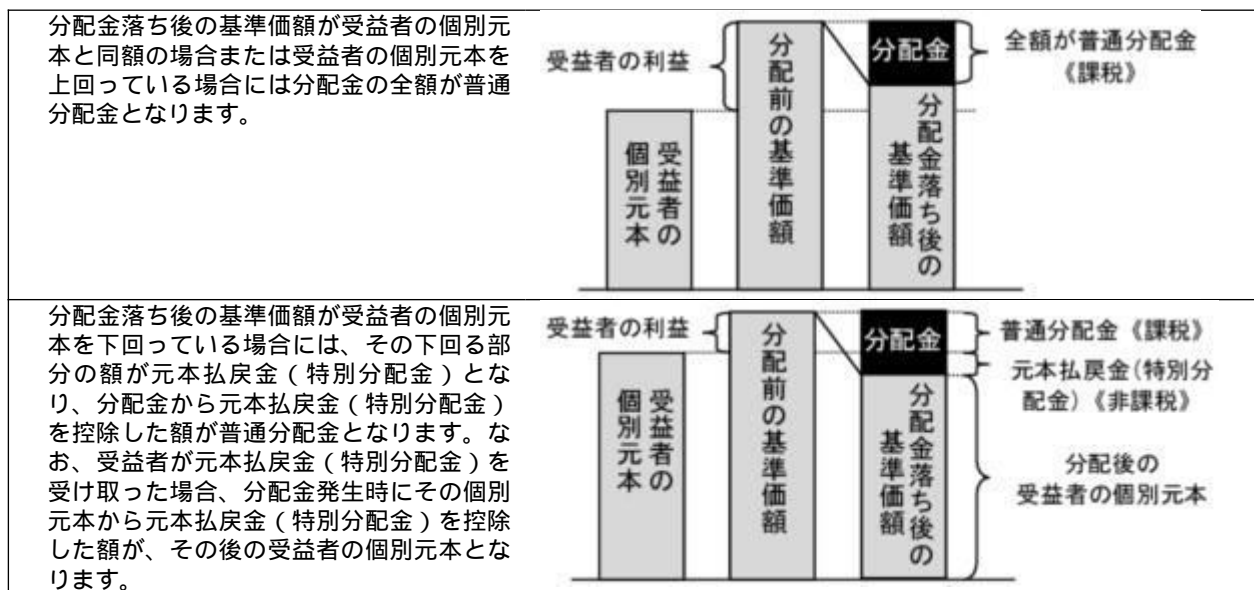 分配金落ち後の基準価額が受益者の個別元
本と同額の場合または受益者の個別元本を
上回っている場合には分配金の全額が普通
分配金となります。
受益者の利益
受益者の
個別元本
分配前の基準価額
分配金
分配金落ち後の
基準価額
全額が普通分配金
《課税》
分配金落ち後の基準価額が受益者の個別元
本を下回っている場合には、その下回る部
分の額が元本払戻金（特別分配金）とな
り、分配金から元本払戻金（特別分配金）
を控除した額が普通分配金となります。な
お、受益者が元本払戻金（特別分配金）を
受け取った場合、分配金発生時にその個別
元本から元本払戻金（特別分配金）を控除
した額が、その後の受益者の個別元本とな
ります。
受益者の利益
受益者の
個別元本
分配前の基準価額
分配金
分配金落ち後の
基準価額
普通分配金《課税》
元本払戻金(特別分
配金)《非課税》
分配後の
受益者の個別元本